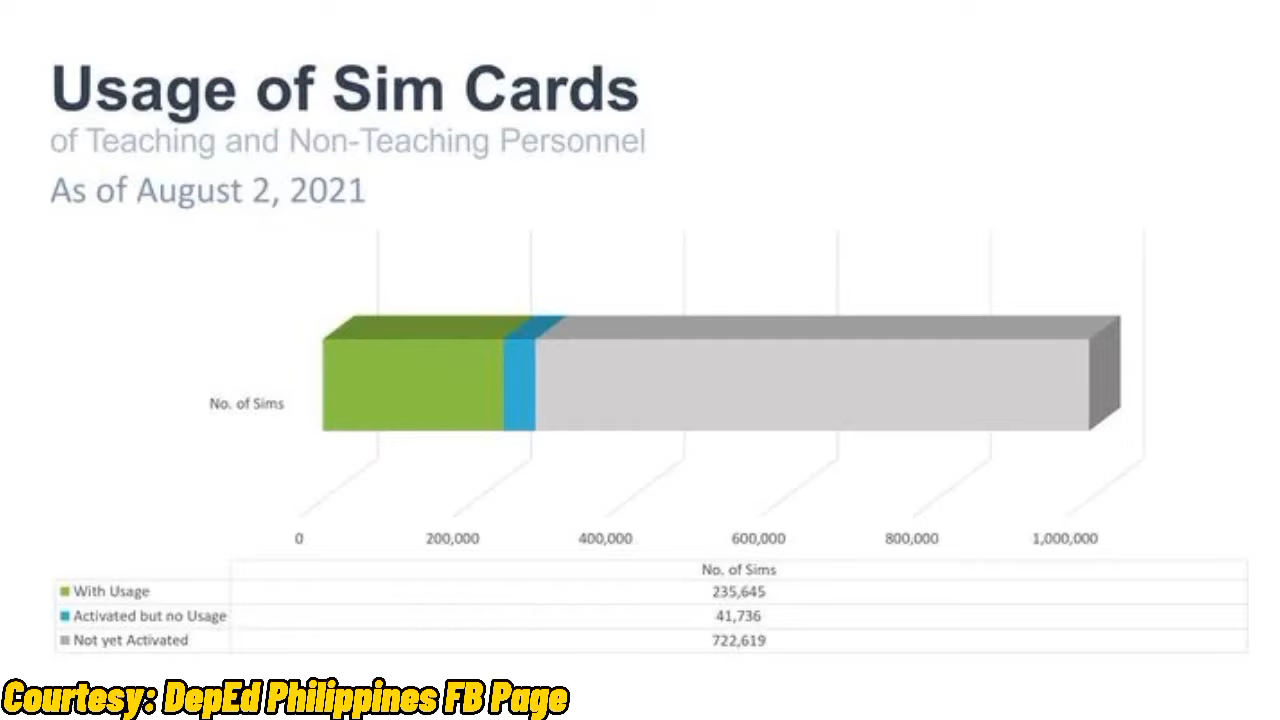 Usage of Sim Cards
of Teaching and Non-Teaching Personnel
As of August 2, 2021
No. of Sims
0 200,000 400,000 600,000 800,000 1,000,000
No. of Sims
With Usage 235,645
Activated but no Usage 41,736
Not yet Activated 722,619
Courtesy: DepEd Philippines FB Page